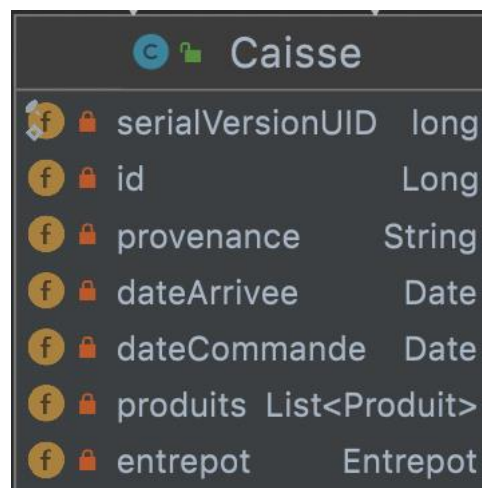 C Caisse
f serialVersionUID long
f id Long
f provenance String
f dateArrivee Date
f dateCommande Date
f produits List<Produit>
f entrepot Entrepot